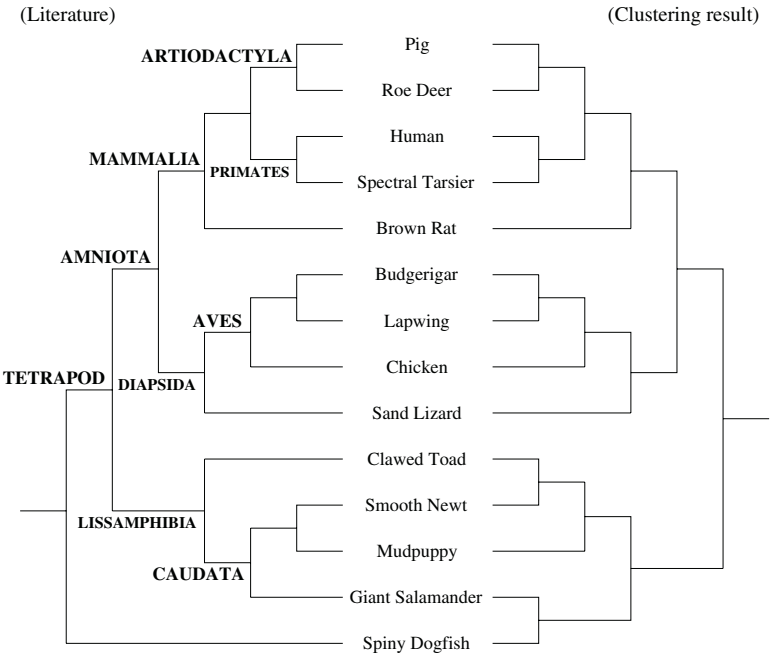 (Literature)
(Clustering result)
Pig
ARTIODACTYLA
Roe Deer
Human
MAMMALIA
PRIMATES
Spectral Tarsier
Brown Rat
AMNIOTA
Budgerigar
AVES
Lapwing
Chicken
TETRAPOD
DIAPSIDA
Sand Lizard
Clawed Toad
Smooth Newt
LISSAMPHIBIA
Mudpuppy
CAUDATA
Giant Salamander
Spiny Dogfish